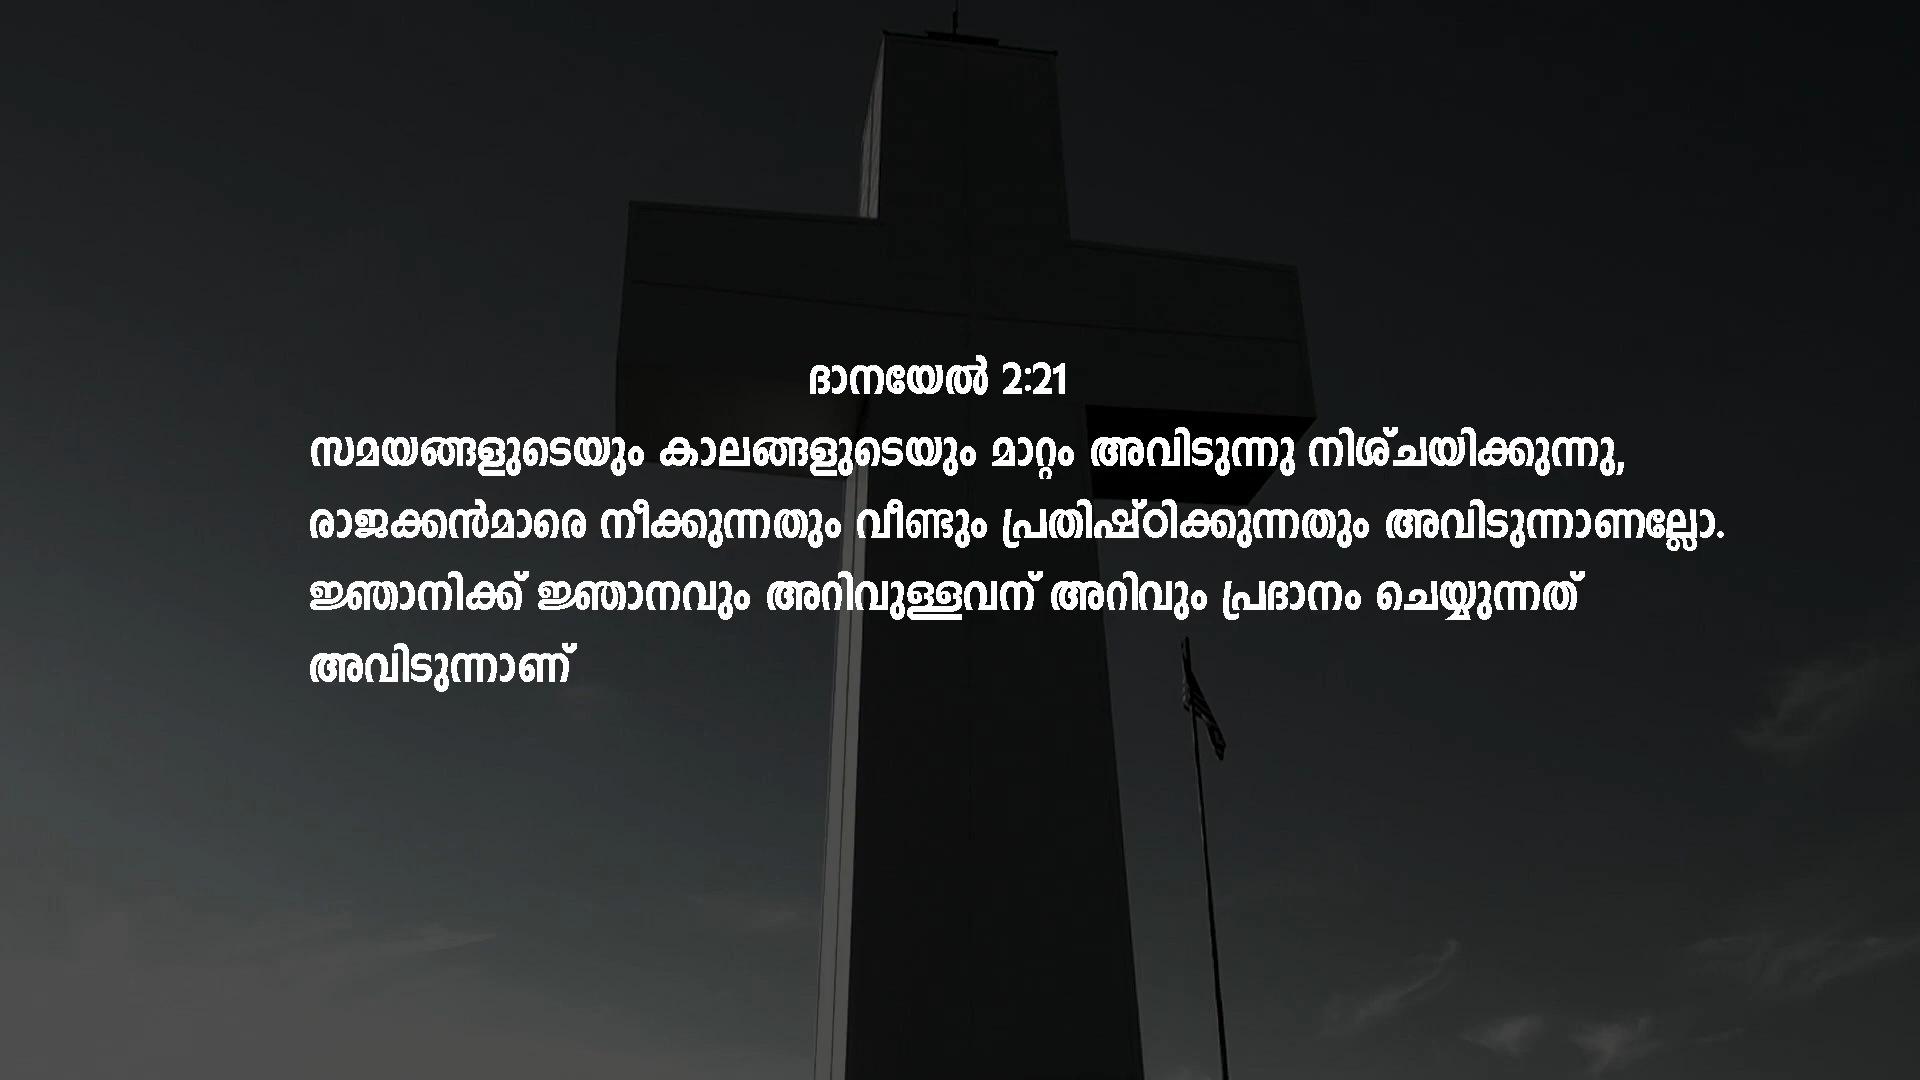 ദാനയേൽ 2:21
സമയങ്ങളുടെയും കാലങ്ങളുടെയും മാറ്റം അവിടുന്നു നിശ്ചയിക്കുന്നു,
രാജക്കൻമാരെ നീക്കുന്നതും വീണ്ടും പ്രതിഷ്ഠിക്കുന്നതും അവിടുന്നാണല്ലോ.
ജ്ഞാനിക്ക് ജ്ഞാനവും അറിവുള്ളവന് അറിവും പ്രദാനം ചെയ്യുന്നത്
അവിടുന്നാണ്